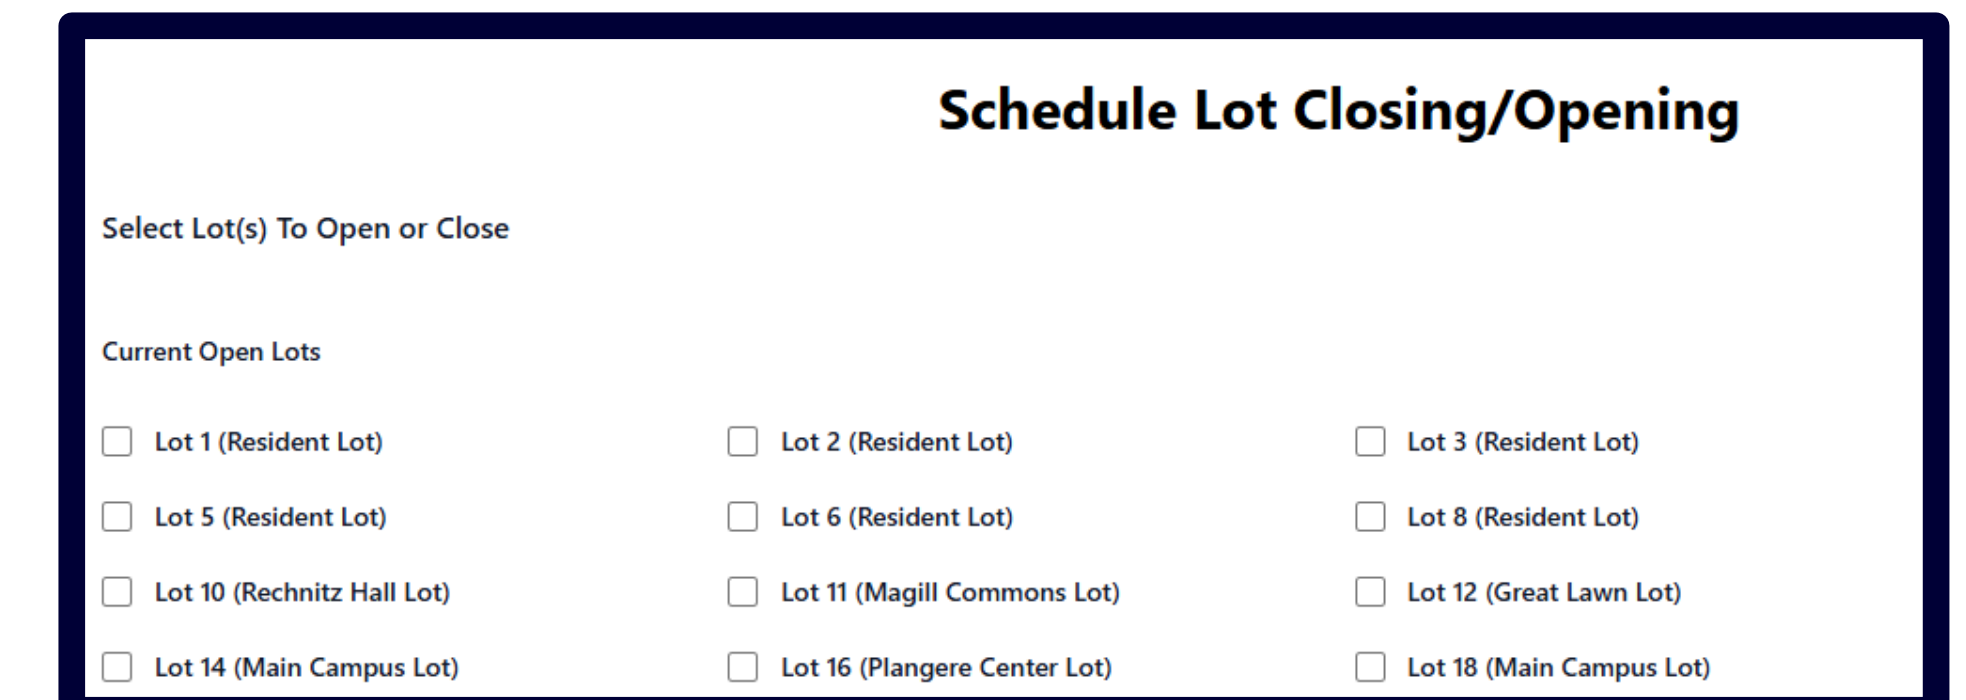 Schedule Lot Closing/Opening
Select Lot(s) To Open or Close
Current Open Lots
Lot 1 (Resident Lot)
Lot 2 (Resident Lot)
Lot 3 (Resident Lot)
Lot 5 (Resident Lot)
Lot 6 (Resident Lot)
Lot 8 (Resident Lot)
Lot 10 (Rechnitz Hall Lot)
Lot 11 (Magill Commons Lot)
Lot 12 (Great Lawn Lot)
Lot 14 (Main Campus Lot)
Lot 16 (Plangere Center Lot)
Lot 18 (Main Campus Lot)